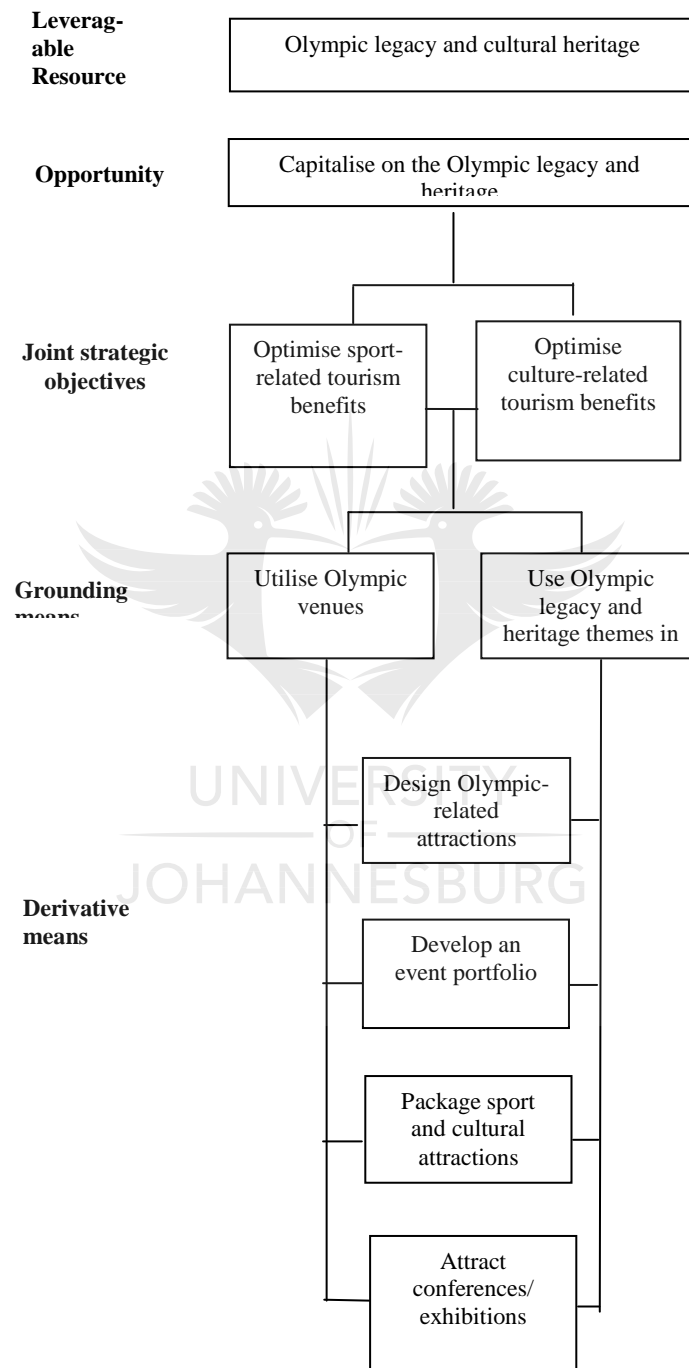 Leverag-
able
Resource
Olympic legacy and cultural heritage
Opportunity
Capitalise on the Olympic legacy and
heritage
Joint strategic
objectives
Optimise sport-
related tourism
benefits
Optimise
culture-related
tourism benefits
Grounding
means
Utilise Olympic
venues
Use Olympic
legacy and
heritage themes in
UNIVERSITY
OF
JOHANNESBURG
Design Olympic-
related
attractions
Derivative
means
Develop an
event portfolio
Package sport
and cultural
attractions
Attract
conferences/
exhibitions